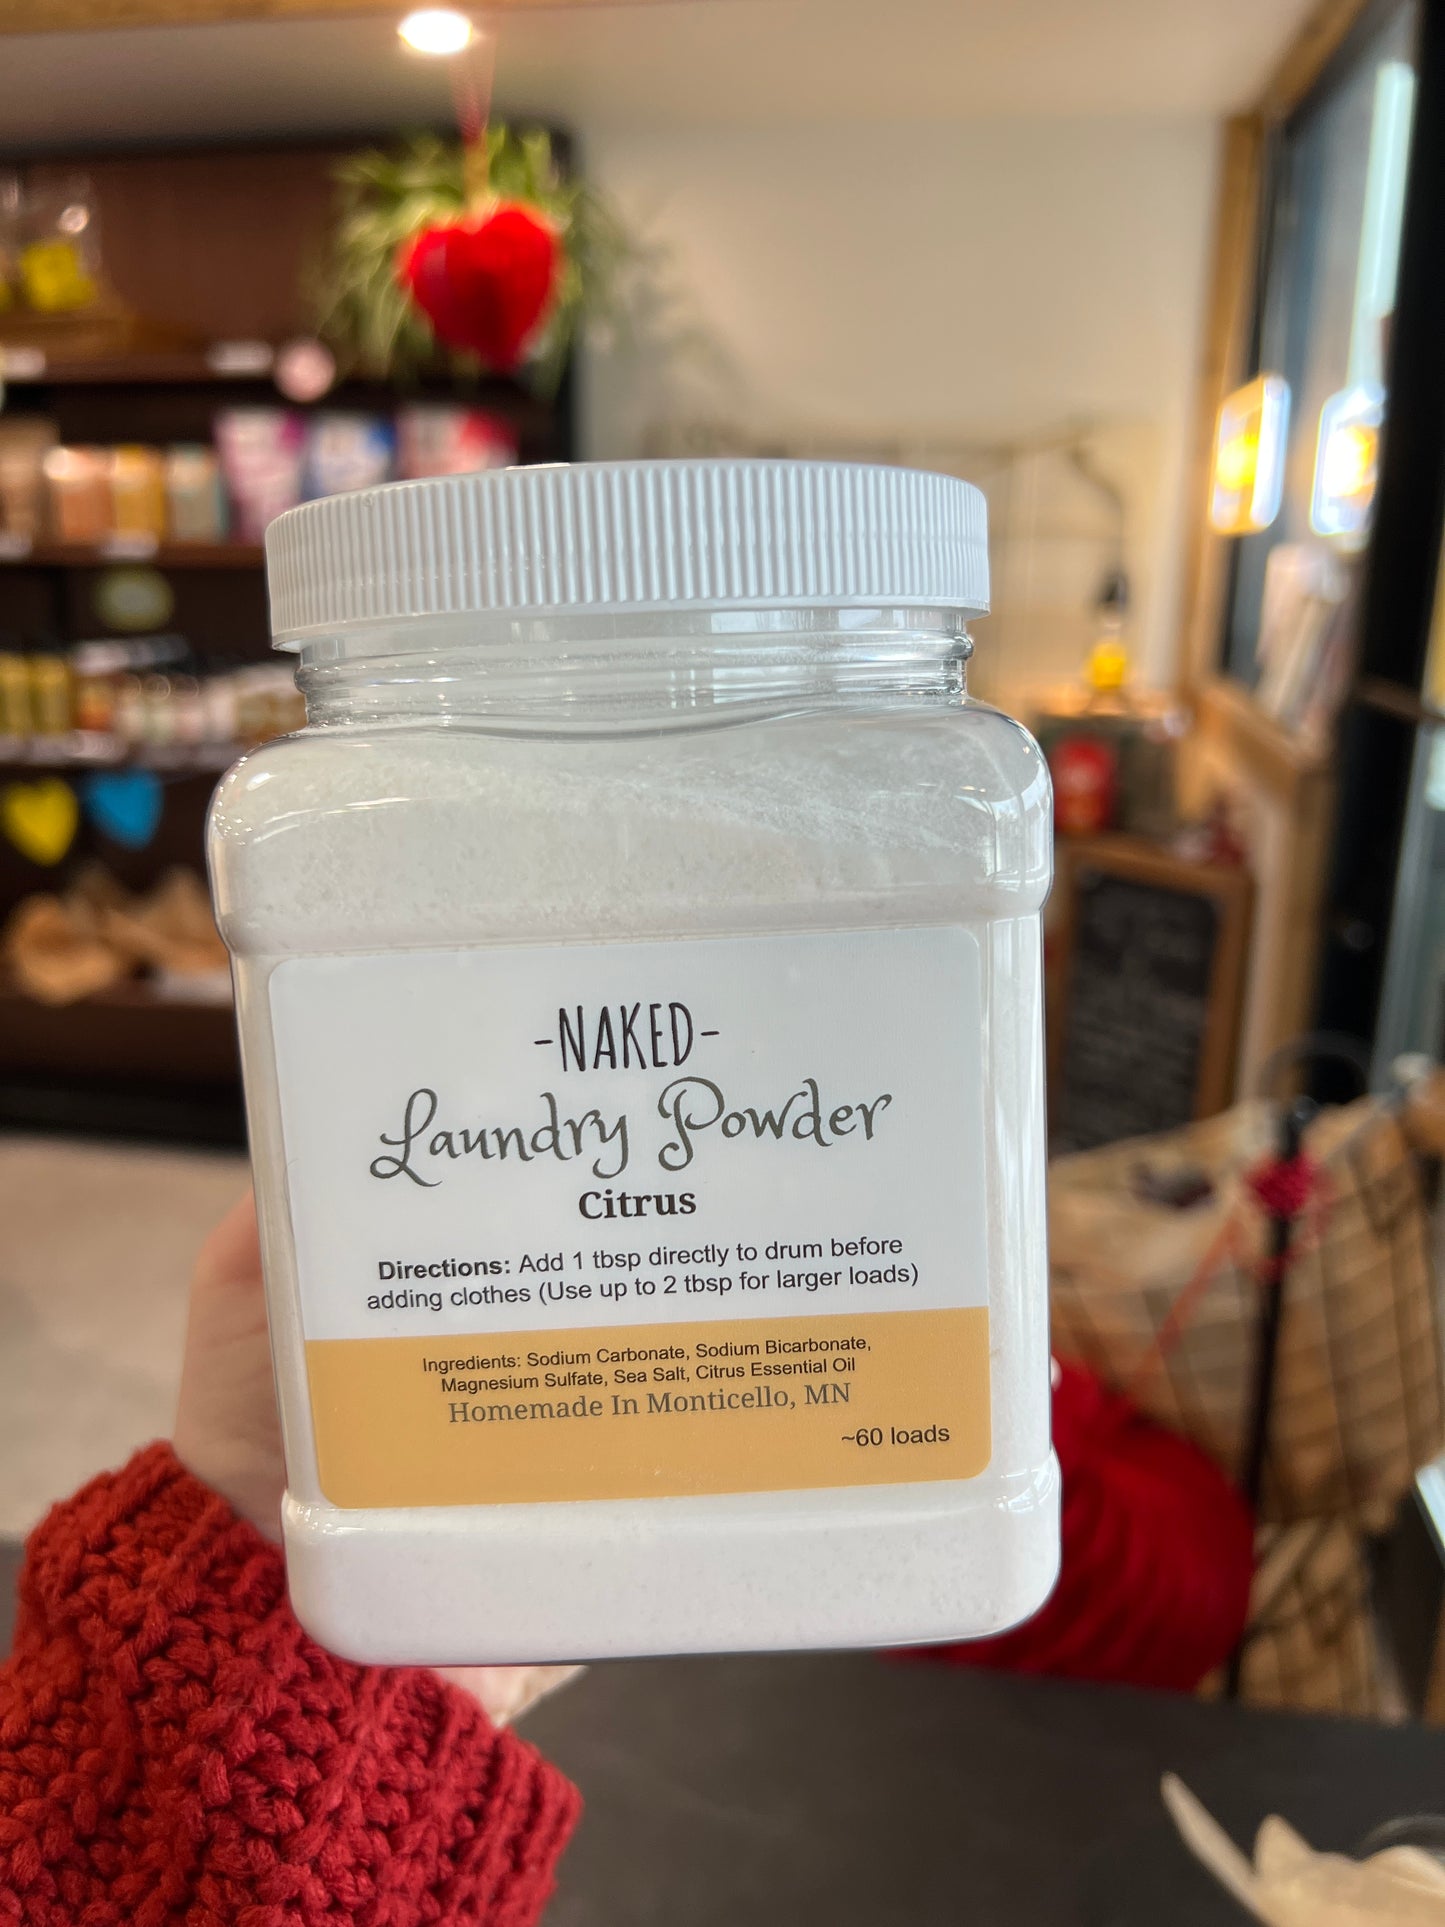 -NAKED-
Laundry Powder
Citrus
Directions: Add 1 tbsp directly to drum before
adding clothes (Use up to 2 tbsp for larger loads)
Ingredients: Sodium Carbonate, Sodium Bicarbonate,
Magnesium Sulfate, Sea Salt, Citrus Essential Oil
Homemade In Monticello, MN
~60 loads